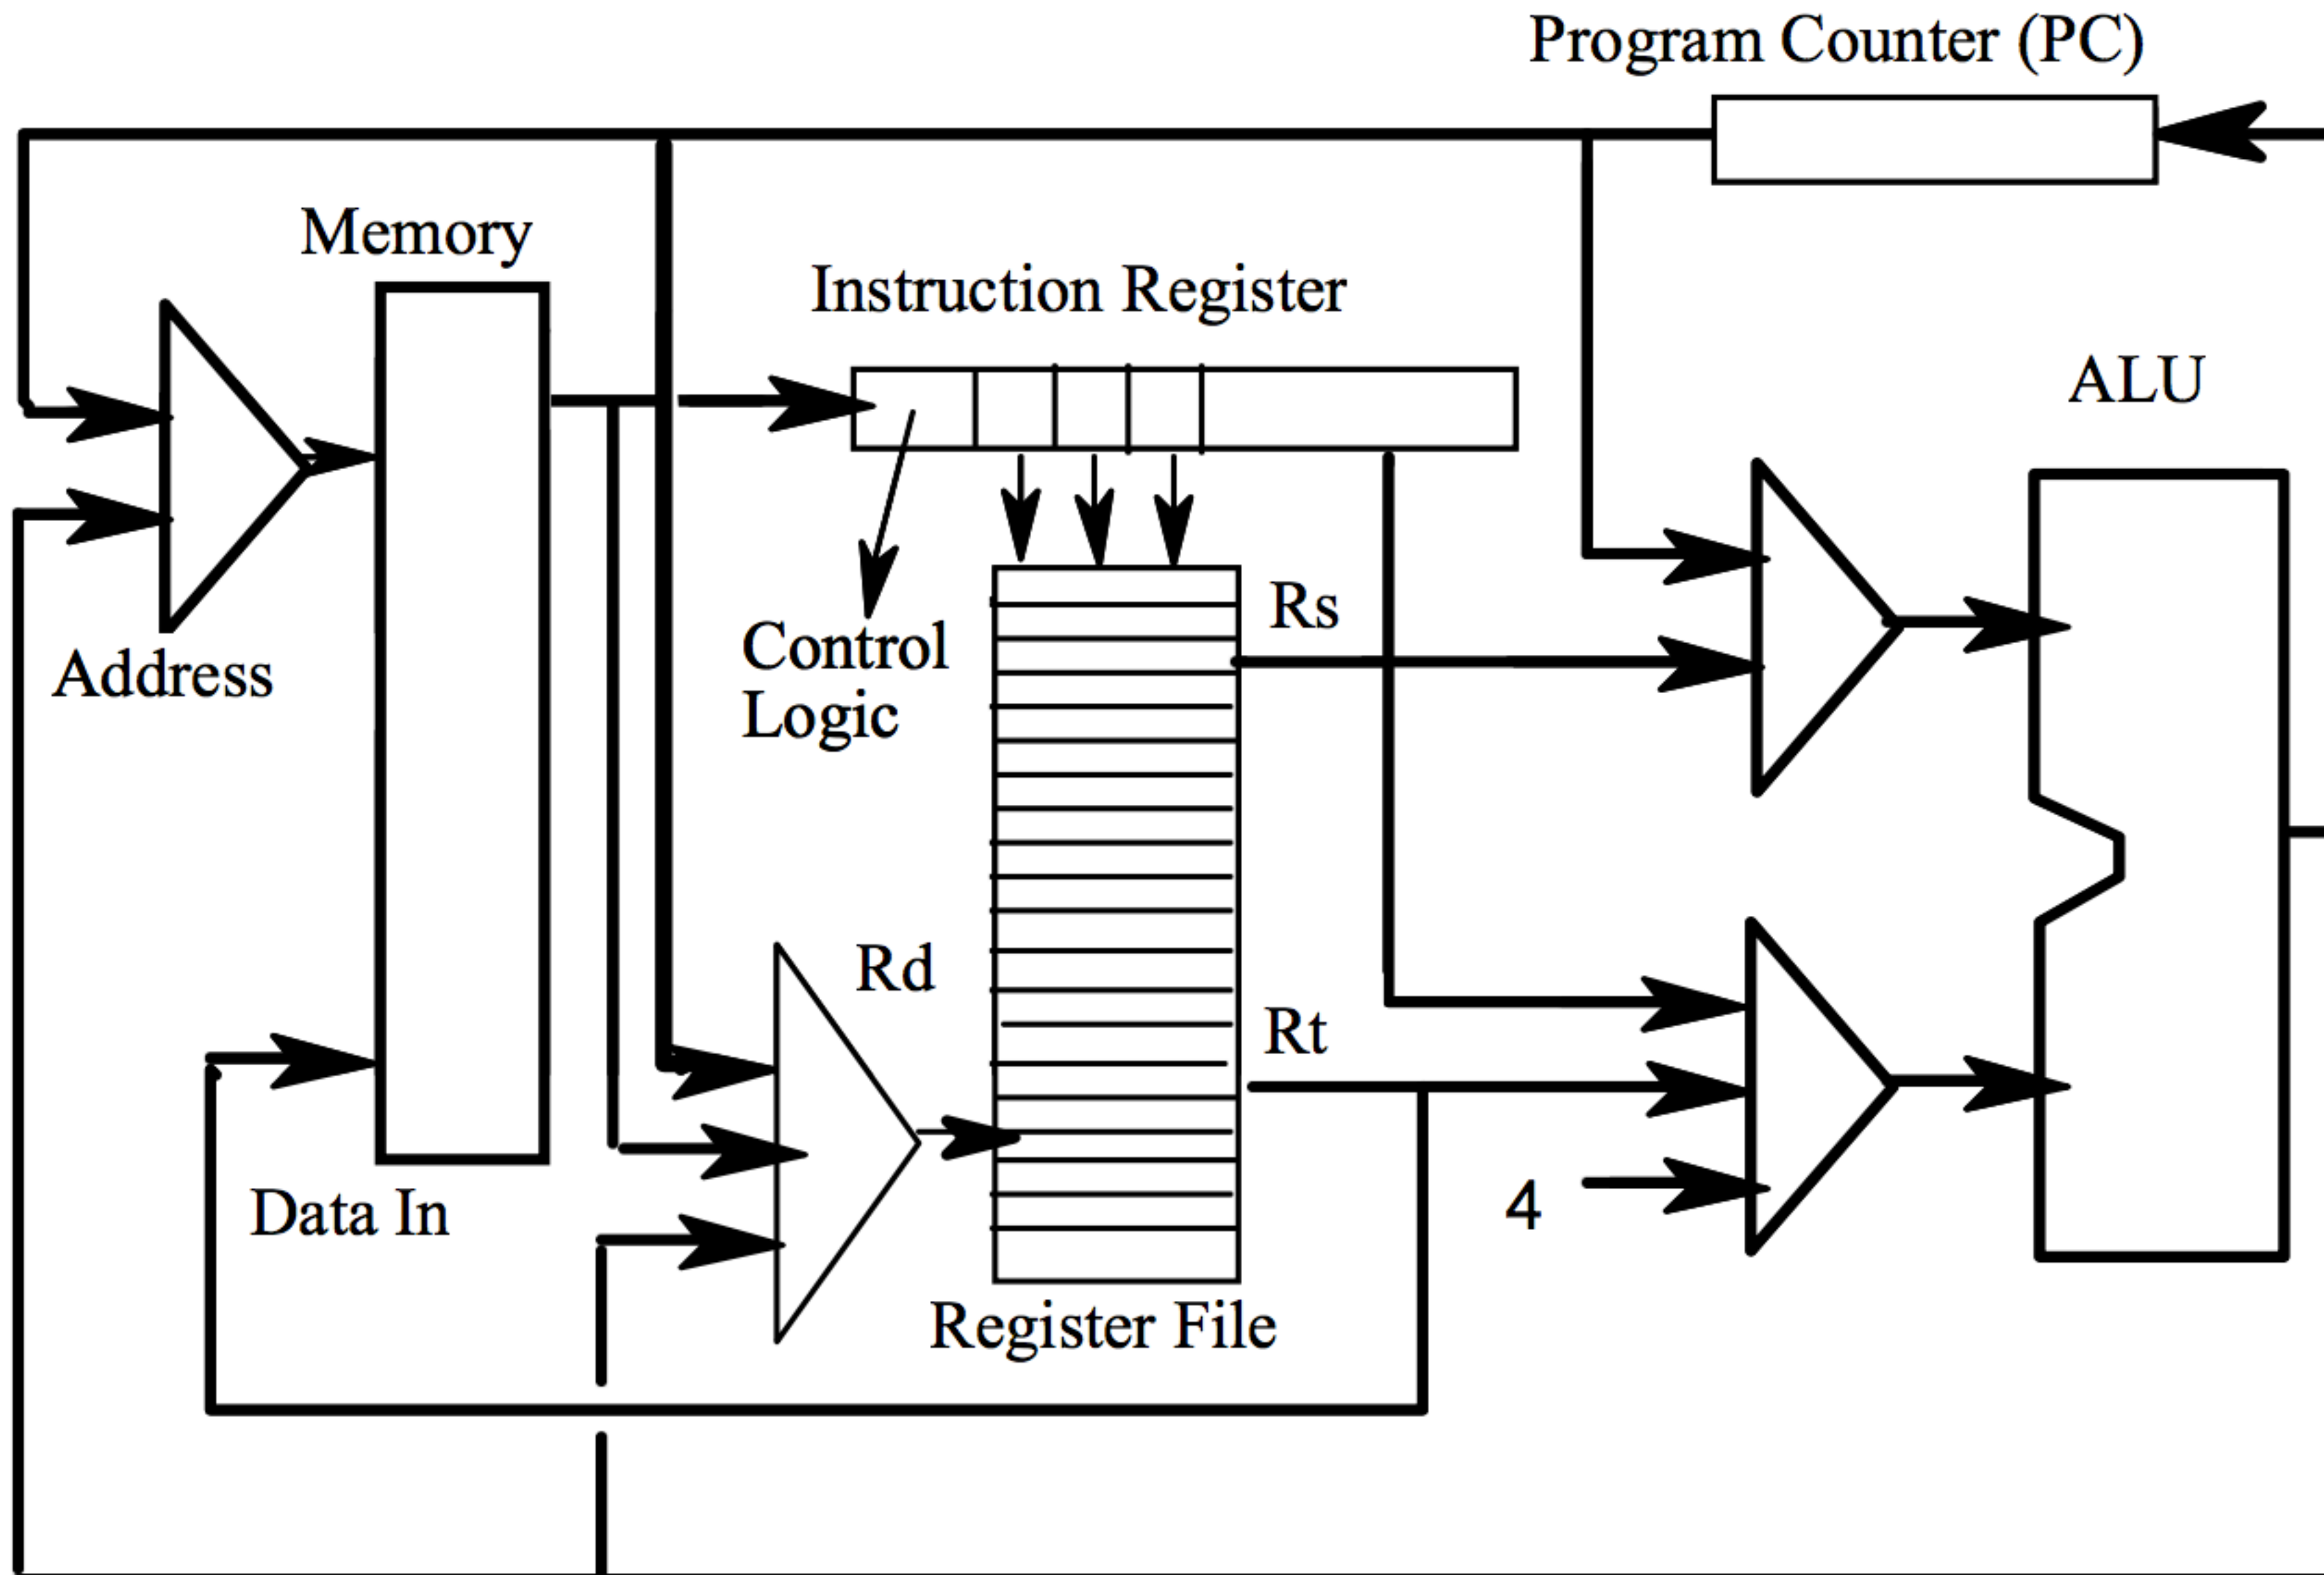 Program Counter (PC)
Memory
Instruction Register
ALU
Rs
Control
Logic
Address
Rd
Rt
4
Data In
Register File